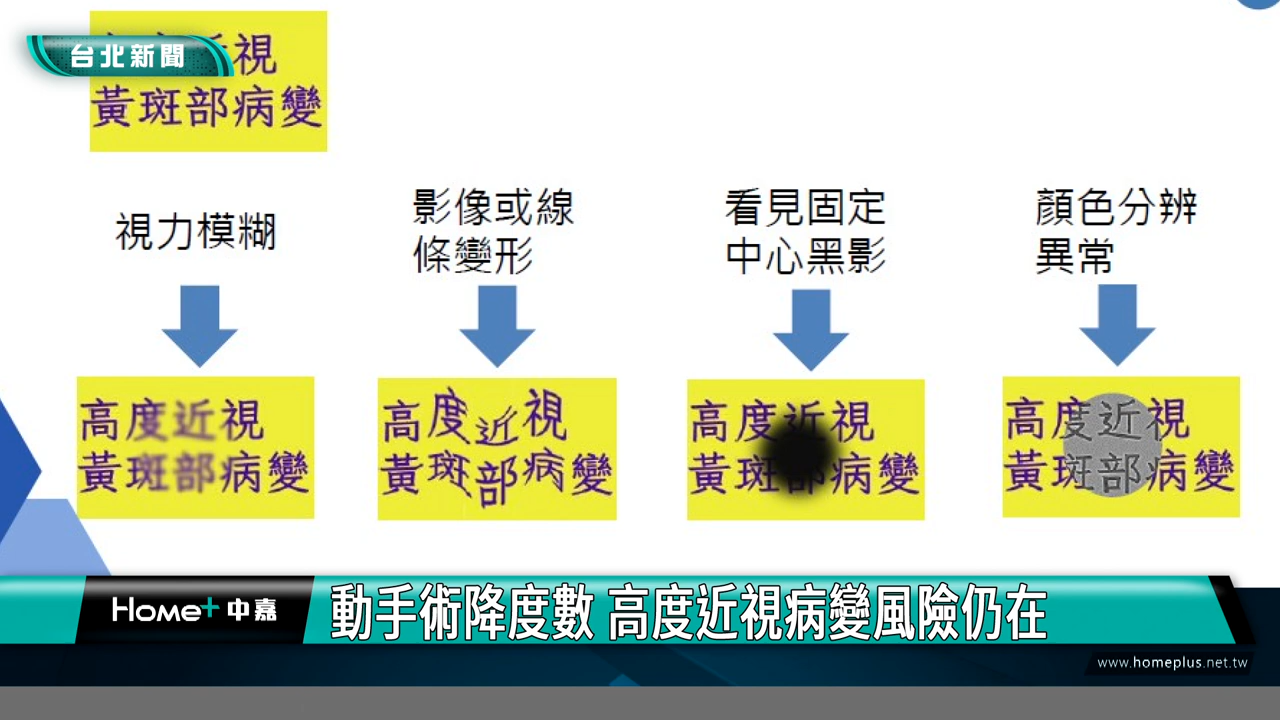 台北新聞
視
黃斑部病變
視力模糊
影像或線
條變形
看見固定
中心黑影
顏色分辨
異常
高度近視
黃斑部病變
高度近視
黃斑部病變
高度近視
黃斑部病變
高度近視
黃斑部病變
Home+中嘉
動手術降度數 高度近視病變風險仍在
www.homeplus.net.tw